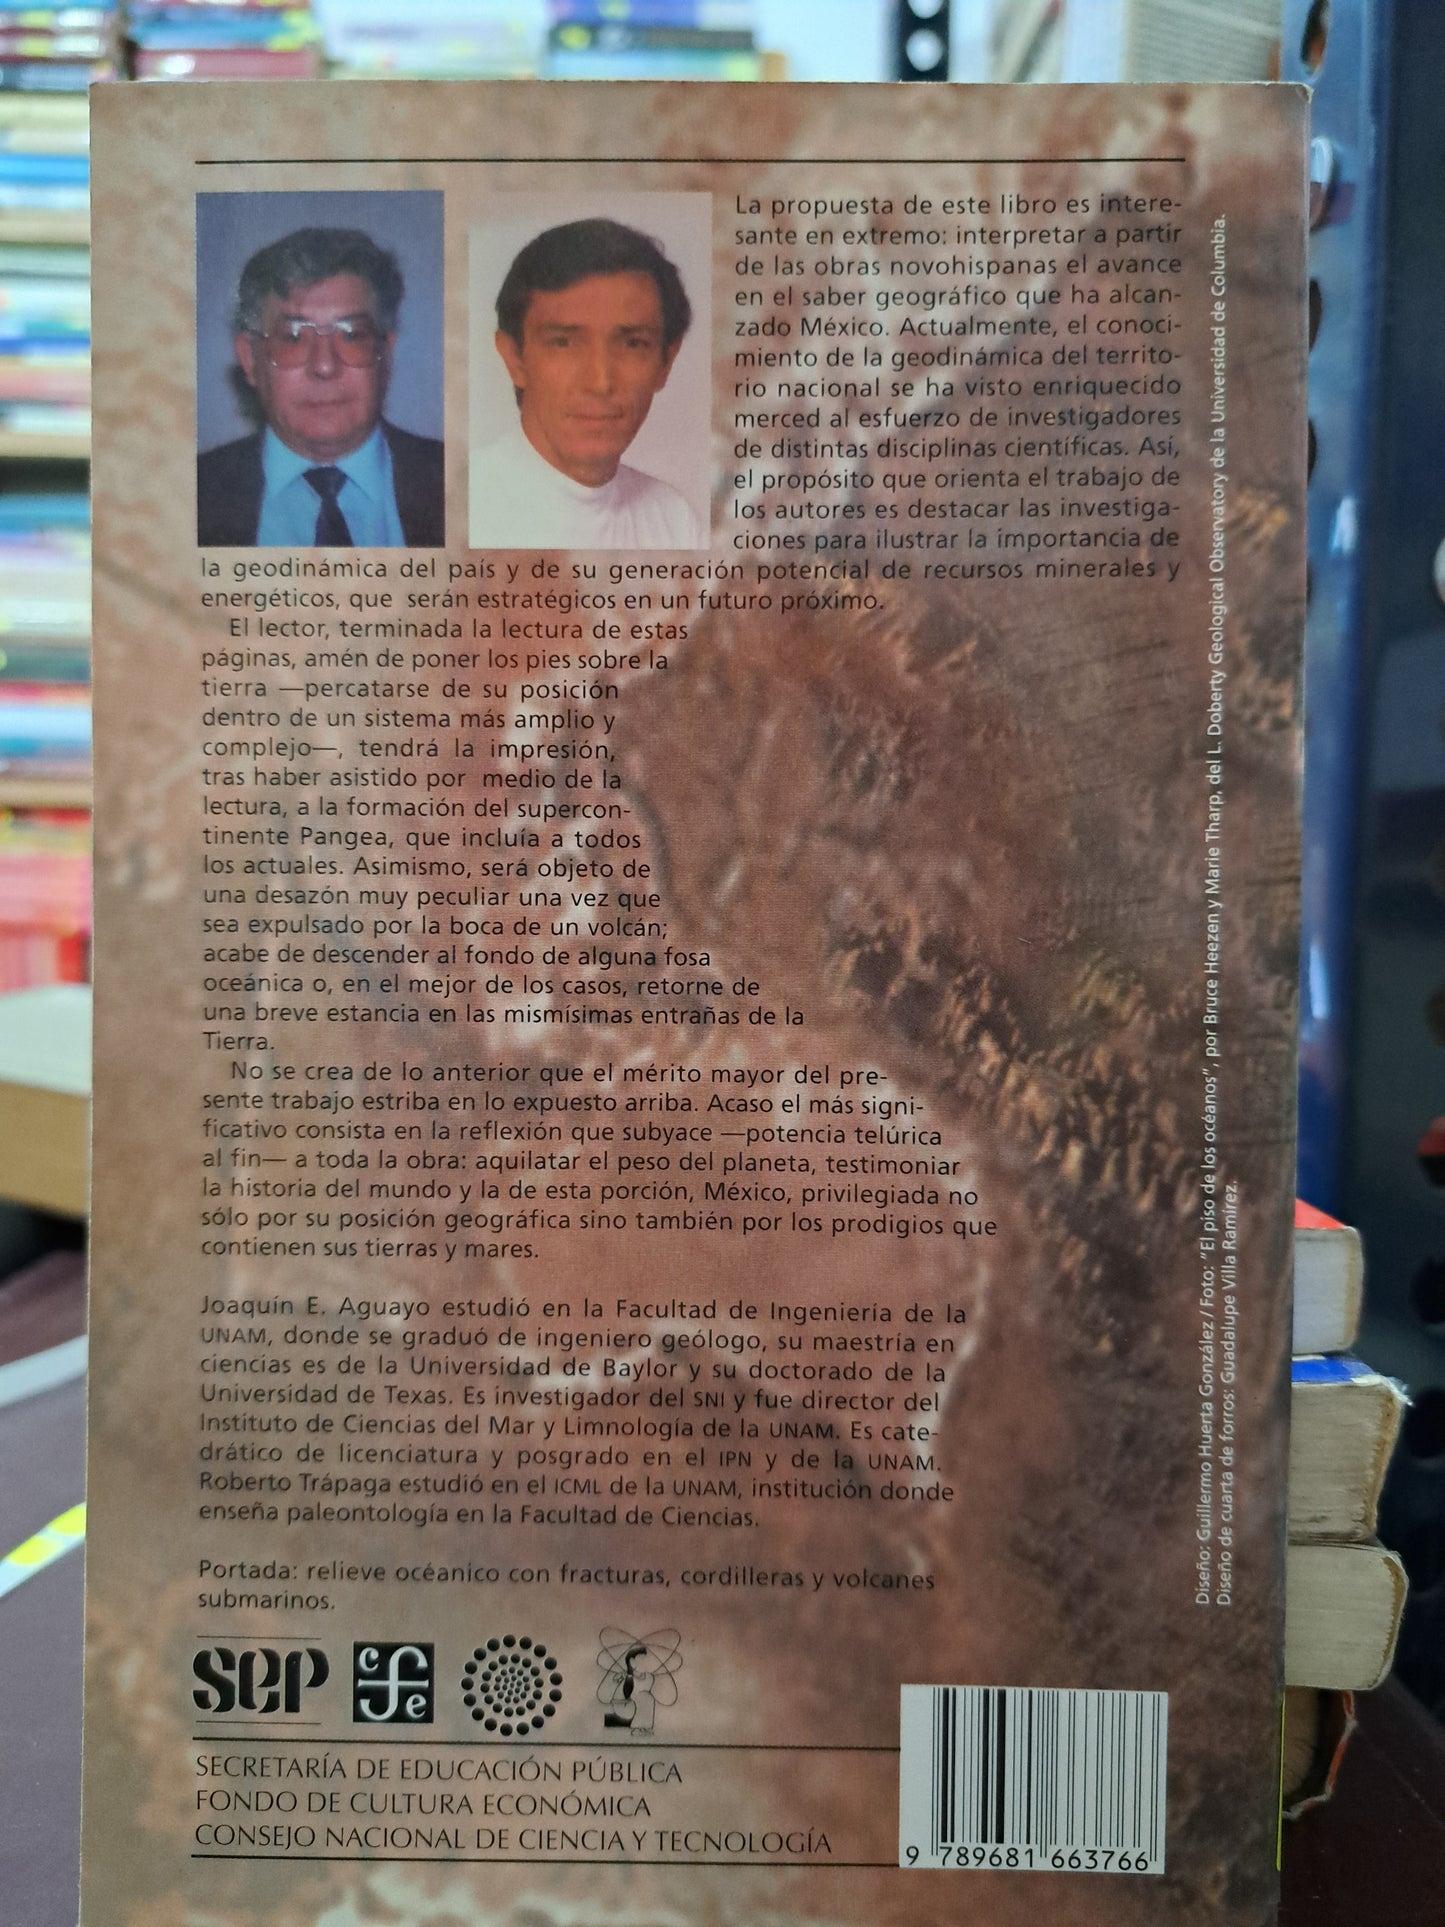 La propuesta de este libro es intere-
sante en extremo: interpretar a partir
de las obras novohispanas el avance
en el saber geográfico que ha alcan-
zado México. Actualmente, el conoci-
miento de la geodinámica del territo-
rio nacional se ha visto enriquecido
merced al esfuerzo de investigadores
de distintas disciplinas científicas. Así,
el propósito que orienta el trabajo de
los autores es destacar las investiga-
ciones para ilustrar la importancia de
la geodinámica del país y de su generación potencial de recursos minerales y
energéticos, que serán estratégicos en un futuro próximo.
El lector, terminada la lectura de estas
páginas, amén de poner los pies sobre la
tierra —percatarse de su posición
dentro de un sistema más amplio y
complejo—, tendrá la impresión,
tras haber asistido por medio de la
lectura, a la formación del supercon-
tinente Pangea, que incluía a todos
los actuales. Asimismo, será objeto de
una desazón muy peculiar una vez que
sea expulsado por la boca de un volcán;
acabe de descender al fondo de alguna fosa
oceánica o, en el mejor de los casos, retorne de
una breve estancia en las mismísimas entrañas de la
Tierra.
No se crea de lo anterior que el mérito mayor del pre-
sente trabajo estriba en lo expuesto arriba. Acaso el más signi-
ficativo consista en la reflexión que subyace —potencia telúrica
al fin— a toda la obra: aquilatar el peso del planeta, testimoniar
la historia del mundo y la de esta porción, México, privilegiada no
sólo por su posición geográfica sino también por los prodigios que
contienen sus tierras y mares.
Joaquín E. Aguayo estudió en la Facultad de Ingeniería de la
UNAM, donde se graduó de ingeniero geólogo, su maestría en
ciencias es de la Universidad de Baylor y su doctorado de la
Universidad de Texas. Es investigador del SNI y fue director del
Instituto de Ciencias del Mar y Limnología de la UNAM. Es cate-
drático de licenciatura y posgrado en el IPN y de la UNAM.
Roberto Trápaga estudió en el ICML de la UNAM, institución donde
enseña paleontología en la Facultad de Ciencias.
Portada: relieve océanico con fracturas, cordilleras y volcanes
submarinos.
SEP
cfe
SECRETARÍA DE EDUCACIÓN PÚBLICA
FONDO DE CULTURA ECONÓMICA
CONSEJO NACIONAL DE CIENCIA Y TECNOLOGÍA
9 789681 663766
Diseño: Guillermo Huerta González / Foto: "El piso de los océanos", por Bruce Heezen y Marie Tharp, del L. Doberty Geological Observatory de la Universidad de Columbia.
Diseño de cuarta de forros: Guadalupe Villa Ramírez.